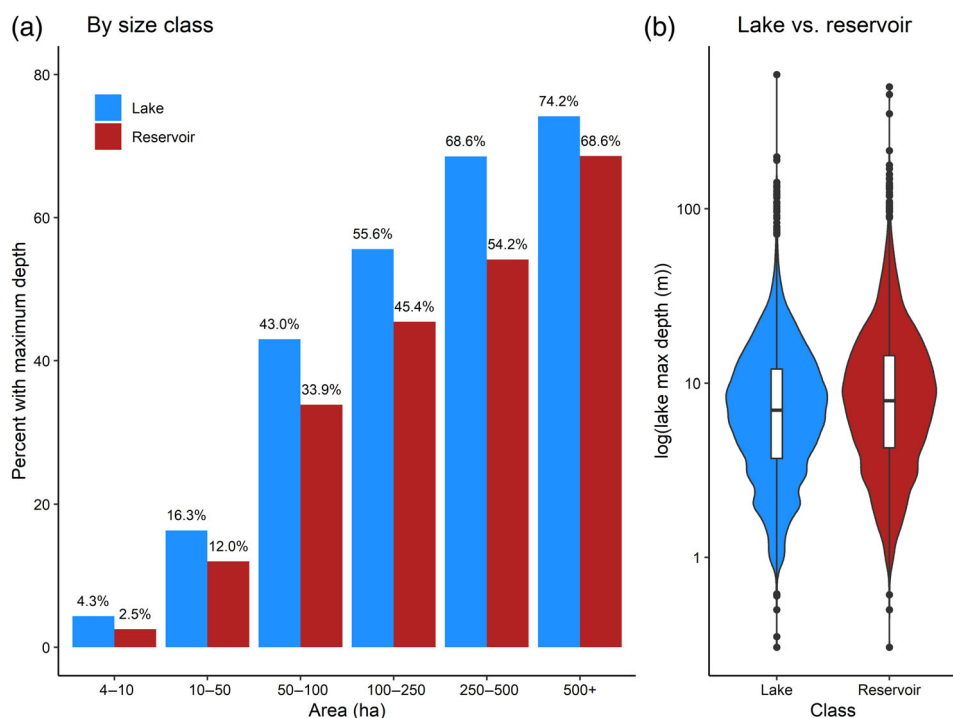 (a) By size class
80
60
40
20
0
Percent with maximum depth
Lake
Reservoir
4.3%
2.5%
16.3%
12.0%
43.0%
33.9%
55.6%
45.4%
68.6%
54.2%
74.2%
68.6%
4–10
10–50
50–100
100–250
250–500
500+
Area (ha)
(b) Lake vs. reservoir
100
10
1
log(lake max depth (m))
Lake
Reservoir
Class